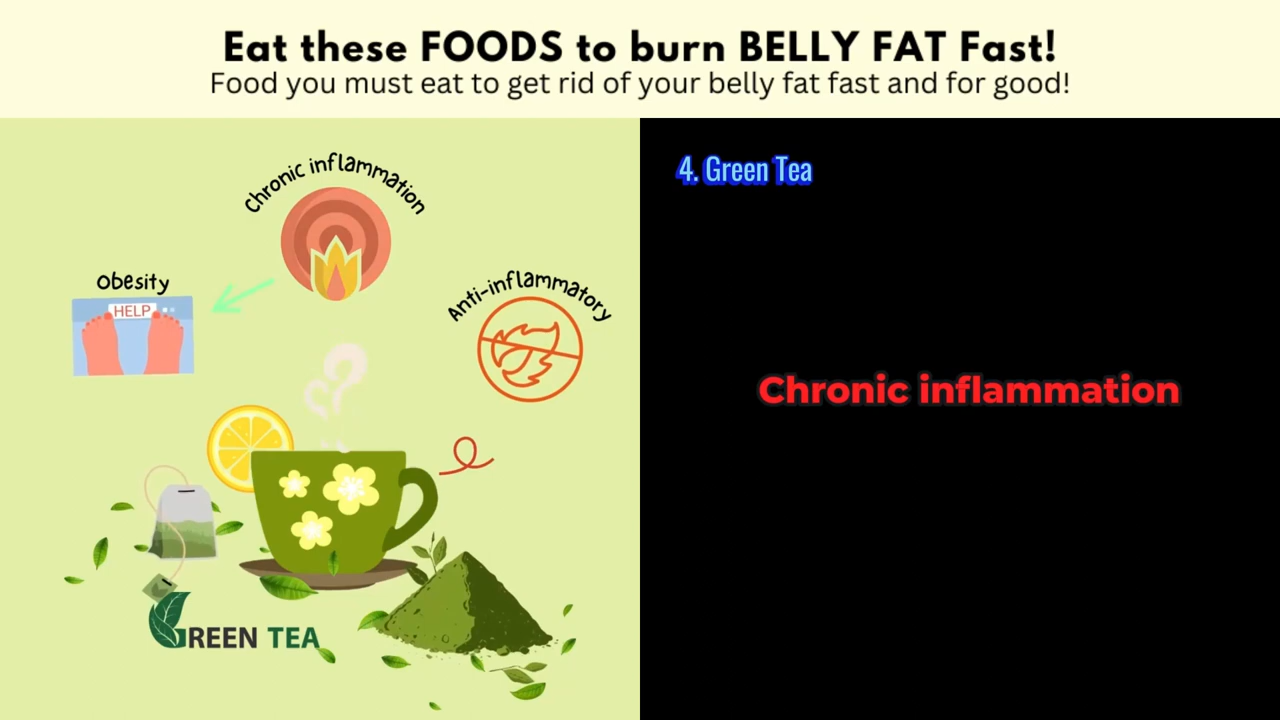 Eat these FOODS to burn BELLY FAT Fast!
Food you must eat to get rid of your belly fat fast and for good!
Chronic inflammation
Obesity
HELP
Anti-inflammatory
GREEN TEA
4. Green Tea
Chronic inflammation